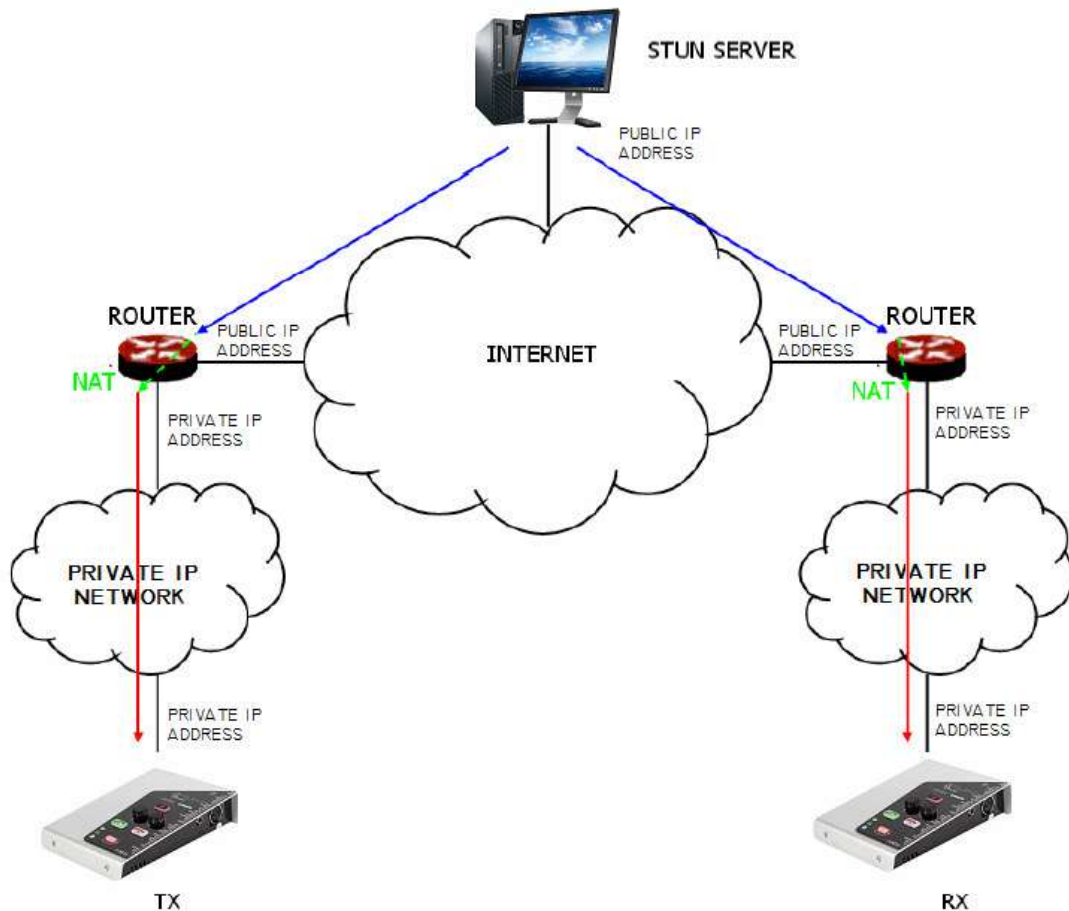 STUN SERVER
PUBLIC IP
ADDRESS
ROUTER
PUBLIC IP
ADDRESS
NAT
INTERNET
PUBLIC IP
ADDRESS
ROUTER
NAT
PRIVATE IP
ADDRESS
PRIVATE IP
ADDRESS
PRIVATE IP
NETWORK
PRIVATE IP
NETWORK
PRIVATE IP
ADDRESS
PRIVATE IP
ADDRESS
TX
RX